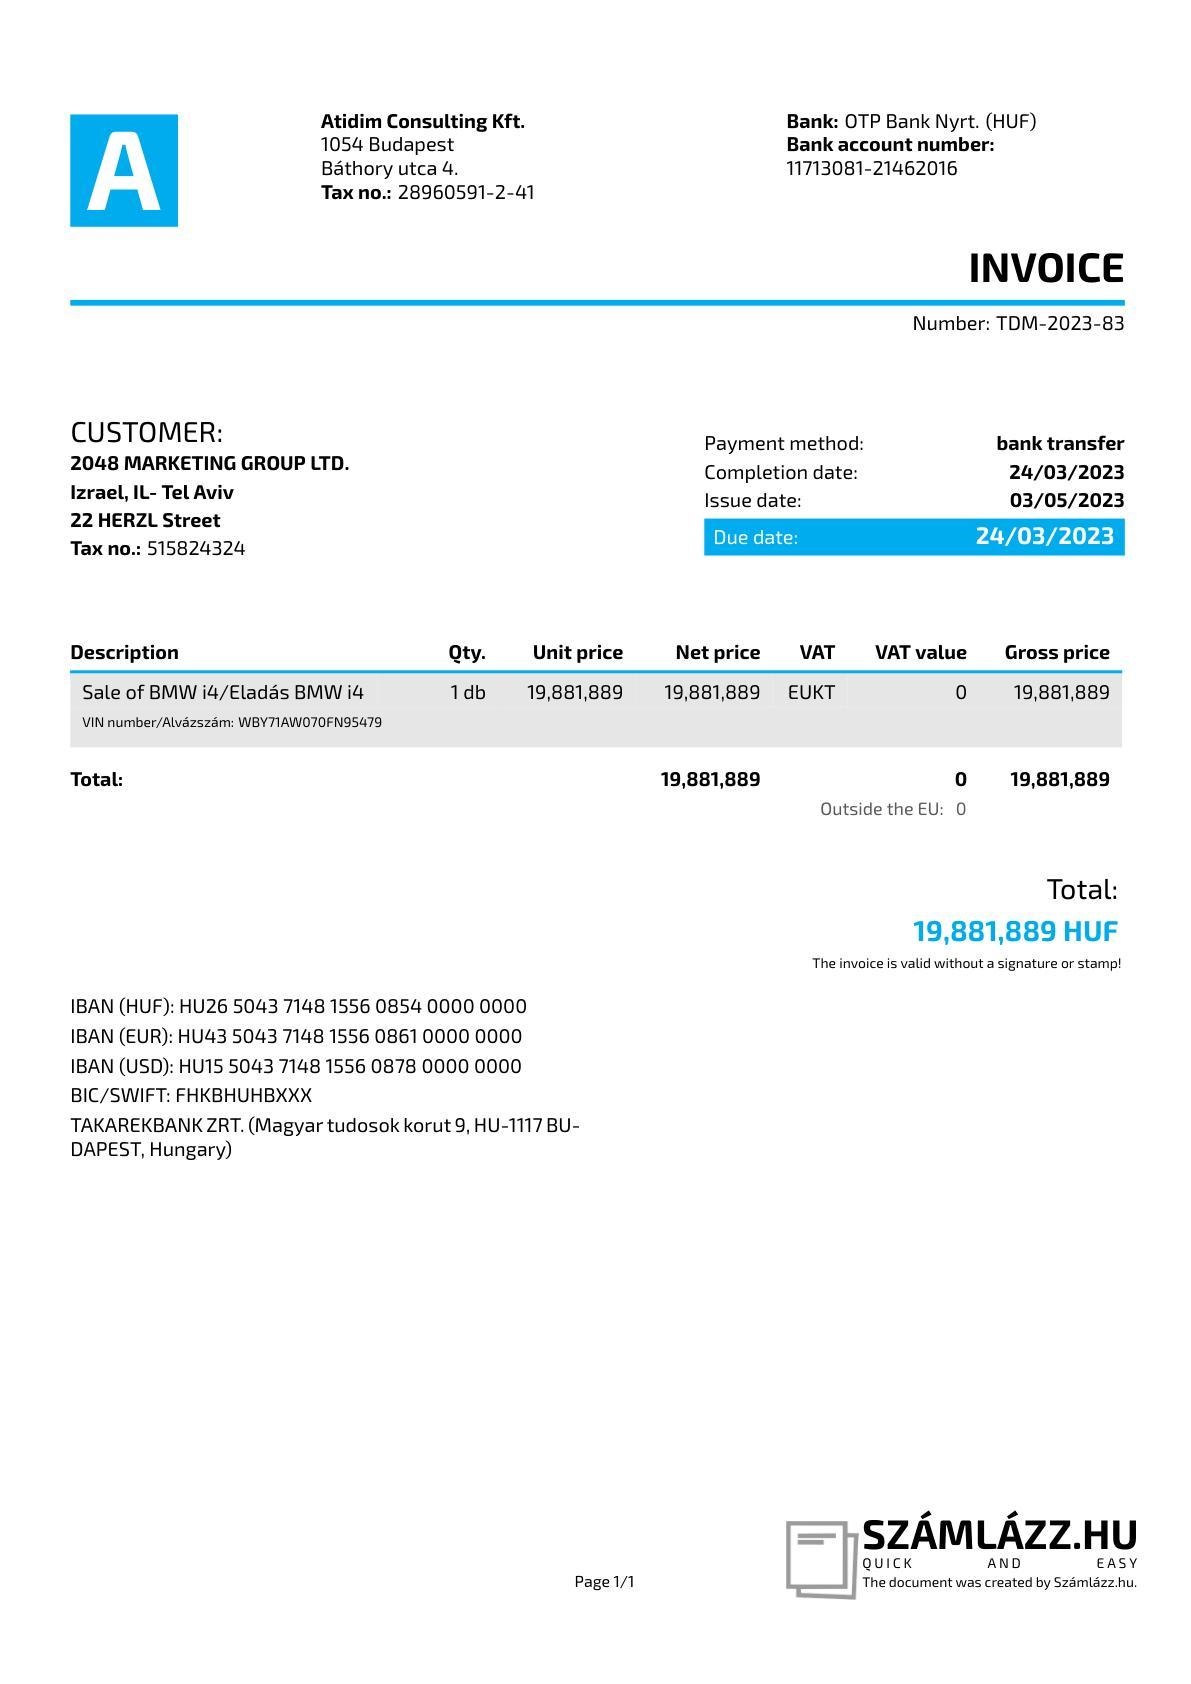 A
Atidim Consulting Kft.
1054 Budapest
Báthory utca 4.
Tax no.: 28960591-2-41
Bank: OTP Bank Nyrt. (HUF)
Bank account number:
11713081-21462016
INVOICE
Number: TDM-2023-83
CUSTOMER:
2048 MARKETING GROUP LTD.
Izrael, IL- Tel Aviv
22 HERZL Street
Tax no.: 515824324
Payment method: bank transfer
Completion date: 24/03/2023
Issue date: 03/05/2023
Due date: 24/03/2023
Description Qty. Unit price Net price VAT VAT value Gross price
Sale of BMW i4/Eladás BMW i4 1 db 19,881,889 19,881,889 EUKT 0 19,881,889
VIN number/Alvázszám: WBY71AW070FN95479
Total: 19,881,889 0 19,881,889
Outside the EU: 0
Total:
19,881,889 HUF
The invoice is valid without a signature or stamp!
IBAN (HUF): HU26 5043 7148 1556 0854 0000 0000
IBAN (EUR): HU43 5043 7148 1556 0861 0000 0000
IBAN (USD): HU15 5043 7148 1556 0878 0000 0000
BIC/SWIFT: FHKBHUHBXXX
TAKAREKBANK ZRT. (Magyar tudosok korut 9, HU-1117 BU-
DAPEST, Hungary)
Page 1/1
SZÁMLÁZZ.HU
QUICK AND EASY
The document was created by Számlázz.hu.